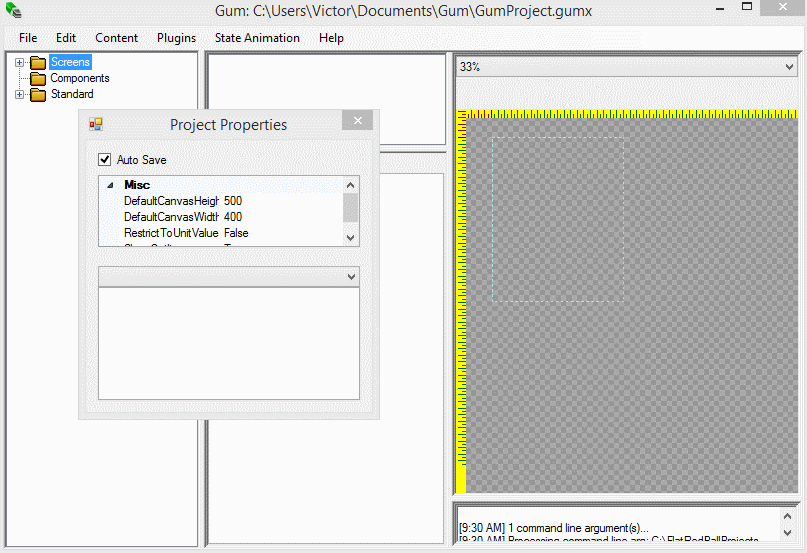 Gum: C:\Users\Victor\Documents\Gum\GumProject.gumx
File Edit Content Plugins State Animation Help
Screens
Components
Standard
33%
Project Properties
Auto Save
Misc
DefaultCanvasHeigh 500
DefaultCanvasWidth 400
RestrictToUnitValue False
[9:30 AM] 1 command line argument(s)...
[9:30 AM] Processing command line arg: C:\FlatRedBallProjects